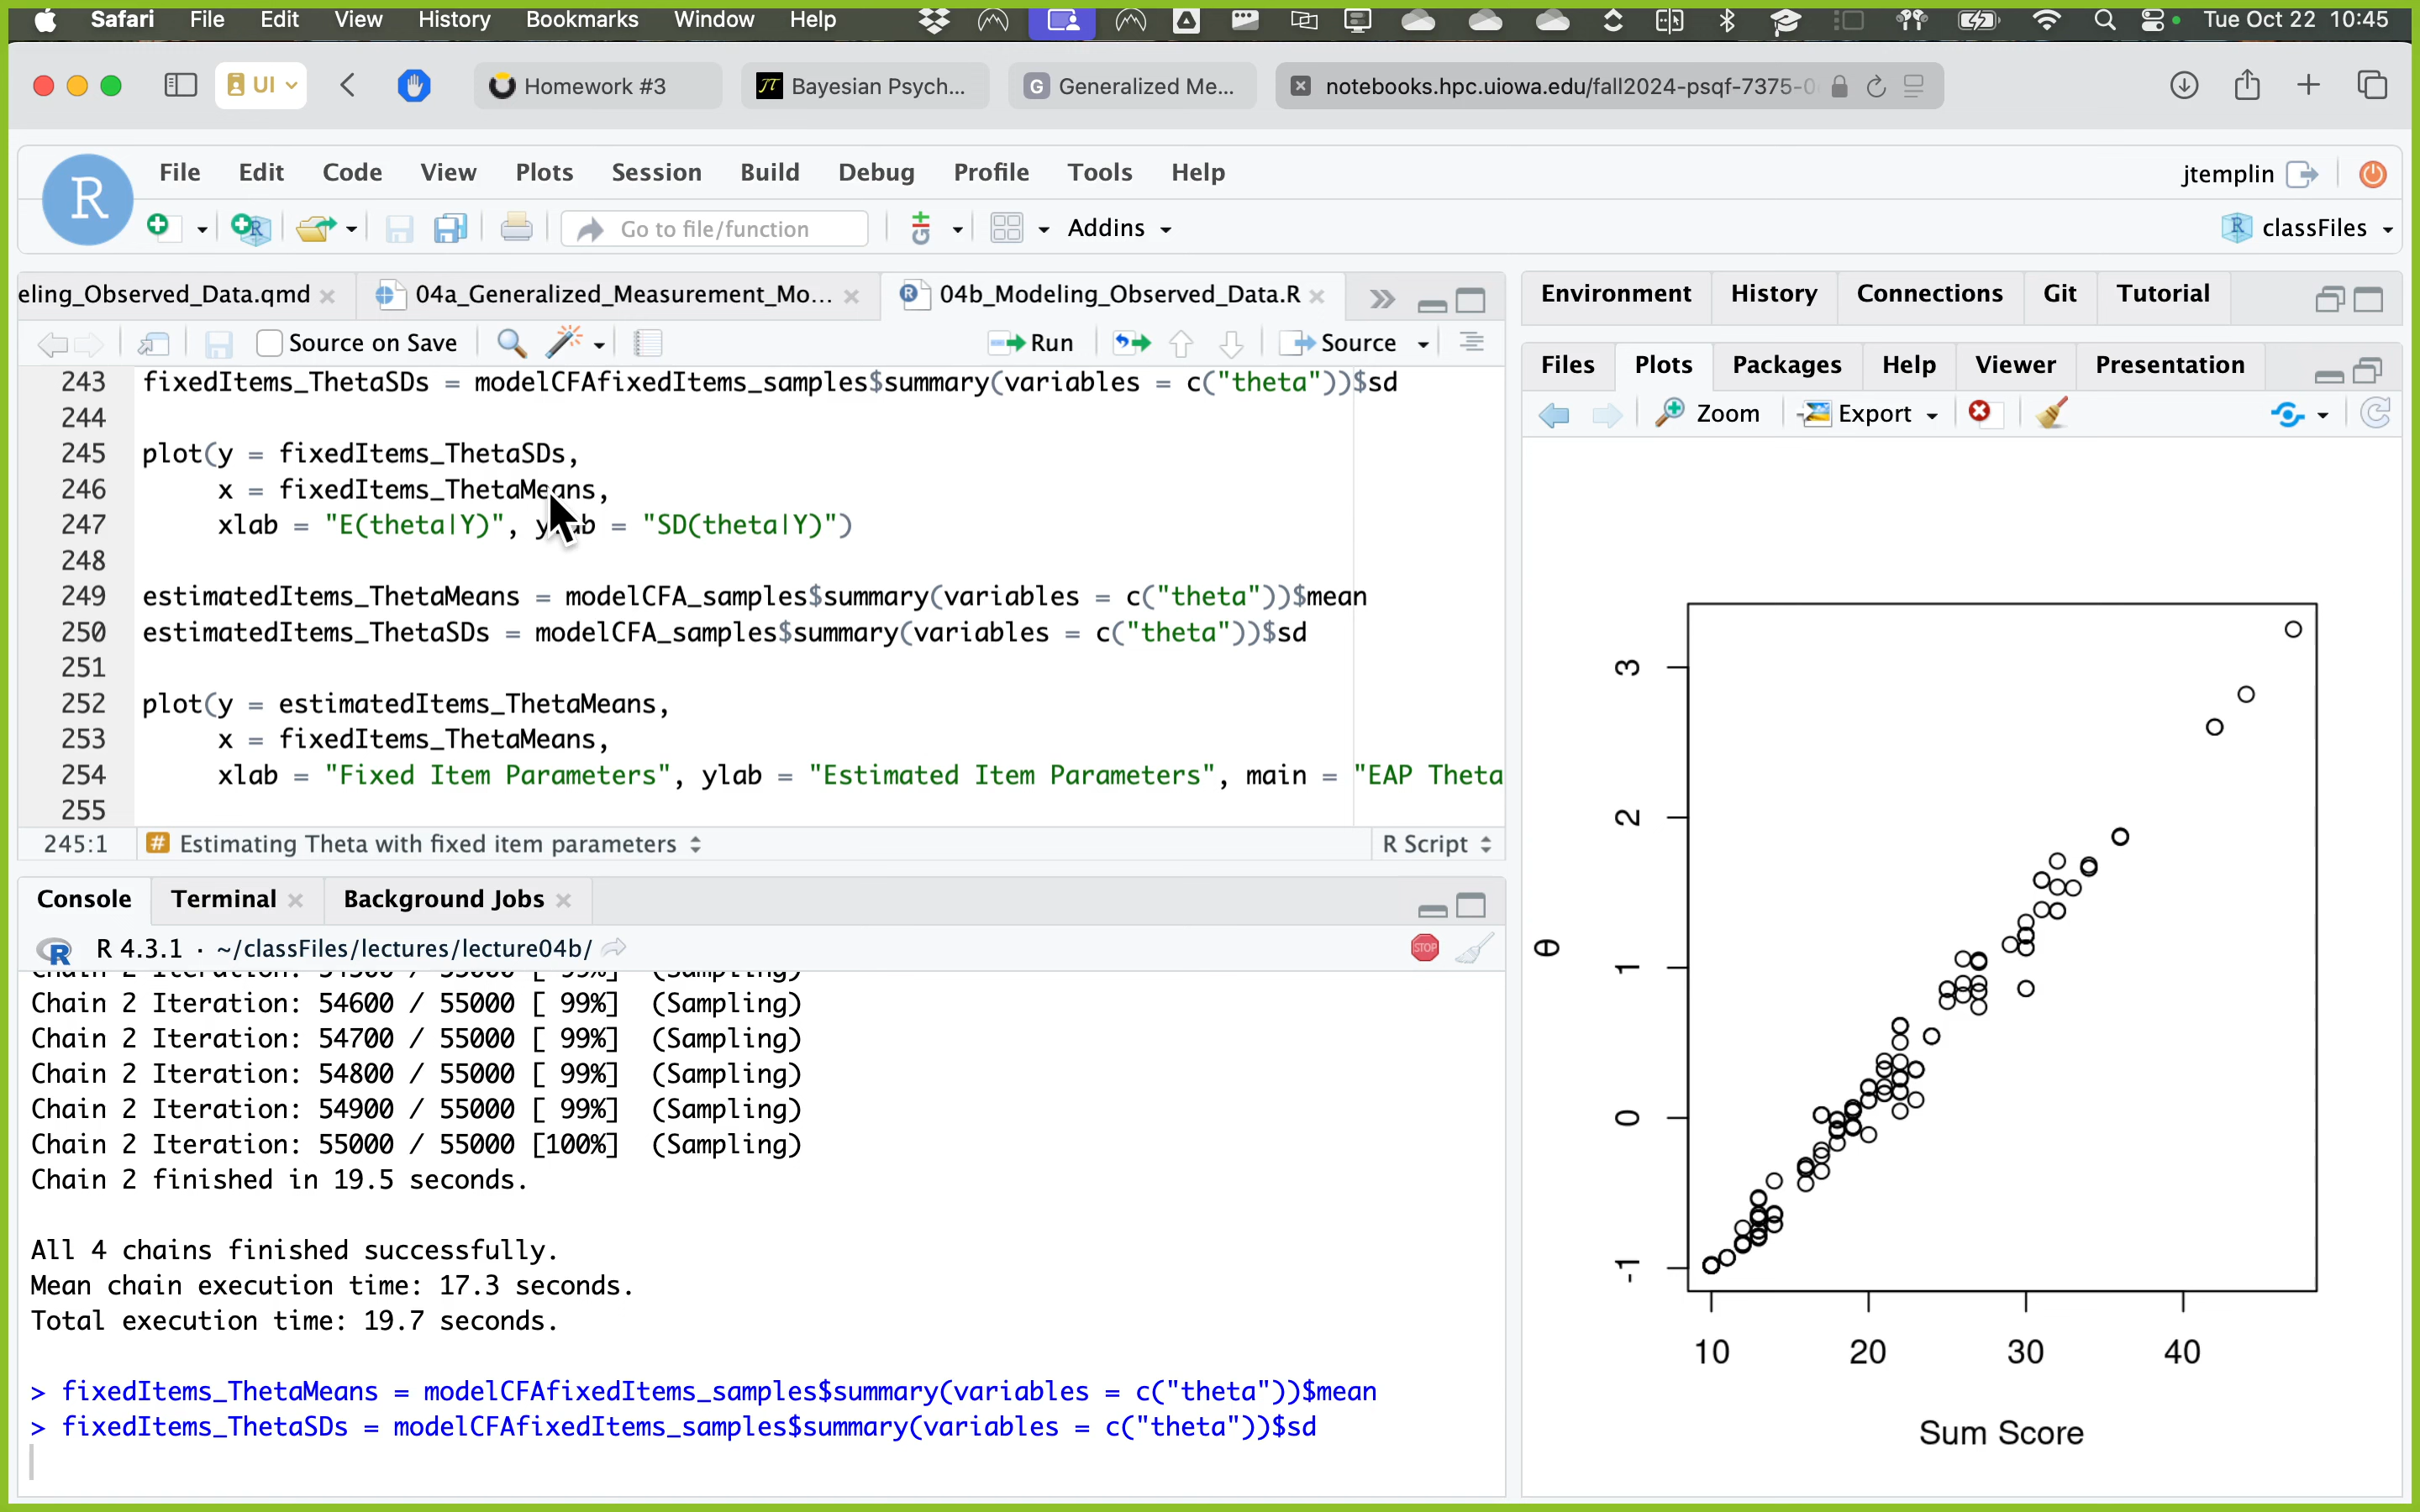 Safari File Edit View History Bookmarks Window Help Tue Oct 22 10:45
UI Homework #3 Bayesian Psych... Generalized Me... notebooks.hpc.uiowa.edu/fall2024-psqf-7375-0
File Edit Code View Plots Session Build Debug Profile Tools Help jtemplin
Go to file/function Addins classFiles
eling_Observed_Data.qmd 04a_Generalized_Measurement_Mo... 04b_Modeling_Observed_Data.R
Source on Save Run Source
243 fixedItems_ThetaSDs = modelCFAfixedItems_samples$summary(variables = c("theta"))$sd
244
245 plot(y = fixedItems_ThetaSDs,
246 x = fixedItems_ThetaMeans,
247 xlab = "E(theta|Y)", ylab = "SD(theta|Y)")
248
249 estimatedItems_ThetaMeans = modelCFA_samples$summary(variables = c("theta"))$mean
250 estimatedItems_ThetaSDs = modelCFA_samples$summary(variables = c("theta"))$sd
251
252 plot(y = estimatedItems_ThetaMeans,
253 x = fixedItems_ThetaMeans,
254 xlab = "Fixed Item Parameters", ylab = "Estimated Item Parameters", main = "EAP Theta
255
245:1 # Estimating Theta with fixed item parameters R Script
Console Terminal Background Jobs
R 4.3.1 · ~/classFiles/lectures/lecture04b/
STOP
Chain 2 Iteration: 54600 / 55000 [ 99%] (Sampling)
Chain 2 Iteration: 54700 / 55000 [ 99%] (Sampling)
Chain 2 Iteration: 54800 / 55000 [ 99%] (Sampling)
Chain 2 Iteration: 54900 / 55000 [ 99%] (Sampling)
Chain 2 Iteration: 55000 / 55000 [100%] (Sampling)
Chain 2 finished in 19.5 seconds.
All 4 chains finished successfully.
Mean chain execution time: 17.3 seconds.
Total execution time: 19.7 seconds.
> fixedItems_ThetaMeans = modelCFAfixedItems_samples$summary(variables = c("theta"))$mean
> fixedItems_ThetaSDs = modelCFAfixedItems_samples$summary(variables = c("theta"))$sd
Environment History Connections Git Tutorial
Files Plots Packages Help Viewer Presentation
Zoom Export
3
2
1
0
-1
θ
10 20 30 40
Sum Score